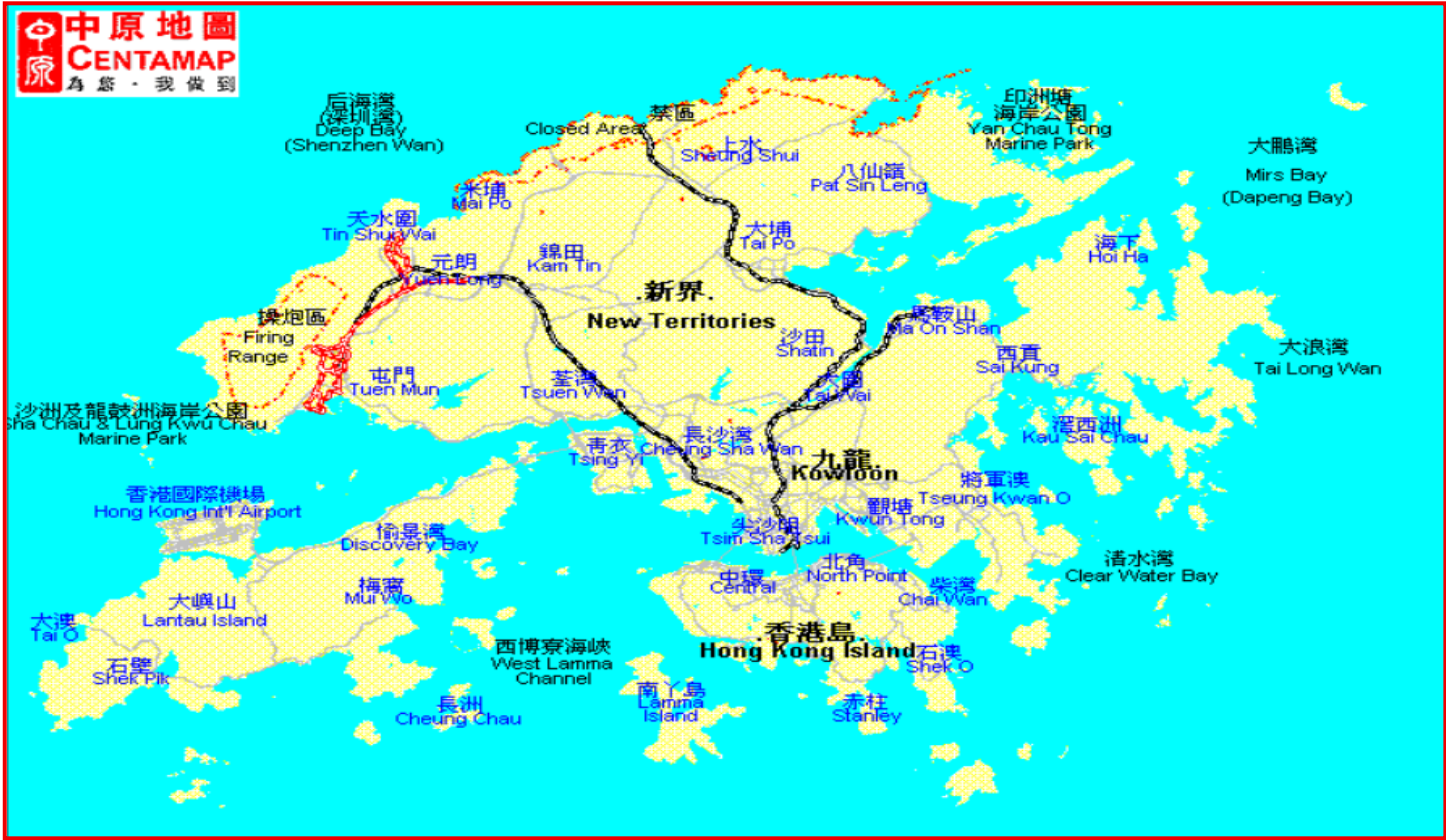 中原地圖
CENTAMAP
為您·我做到
中原
后海灣
(深圳灣)
Deep Bay
(Shenzhen Wan)
禁區
Closed Area
上水
Sheung Shui
印洲塘
海岸公園
Yan Chau Tong
Marine Park
大鵬灣
Mirs Bay
(Dapeng Bay)
八仙嶺
Pat Sin Leng
米埔
Mai Po
天水圍
Tin Shui Wai
元朗
Yuen Long
錦田
Kam Tin
大埔
Tai Po
海下
Hoi Ha
.新界.
New Territories
操炮區
Firing
Range
沙田
Shatin
馬鞍山
Ma On Shan
西貢
Sai Kung
大浪灣
Tai Long Wan
屯門
Tuen Mun
荃灣
Tsuen Wan
大圍
Tai Wai
沙洲及龍鼓洲海岸公園
Sha Chau & Lung Kwu Chau
Marine Park
滘西洲
Kau Sai Chau
青衣
Tsing Yi
長沙灣
Cheung Sha Wan
九龍
Kowloon
將軍澳
Tseung Kwan O
香港國際機場
Hong Kong Int'l Airport
觀塘
Kwun Tong
愉景灣
Discovery Bay
尖沙咀
Tsim Sha Tsui
北角
North Point
清水灣
Clear Water Bay
梅窩
Mui Wo
中環
Central
柴灣
Chai Wan
大嶼山
Lantau Island
大澳
Tai O
.香港島.
Hong Kong Island
西博寮海峽
West Lamma
Channel
石壁
Shek Pik
石澳
Shek O
長洲
Cheung Chau
南丫島
Lamma
Island
赤柱
Stanley